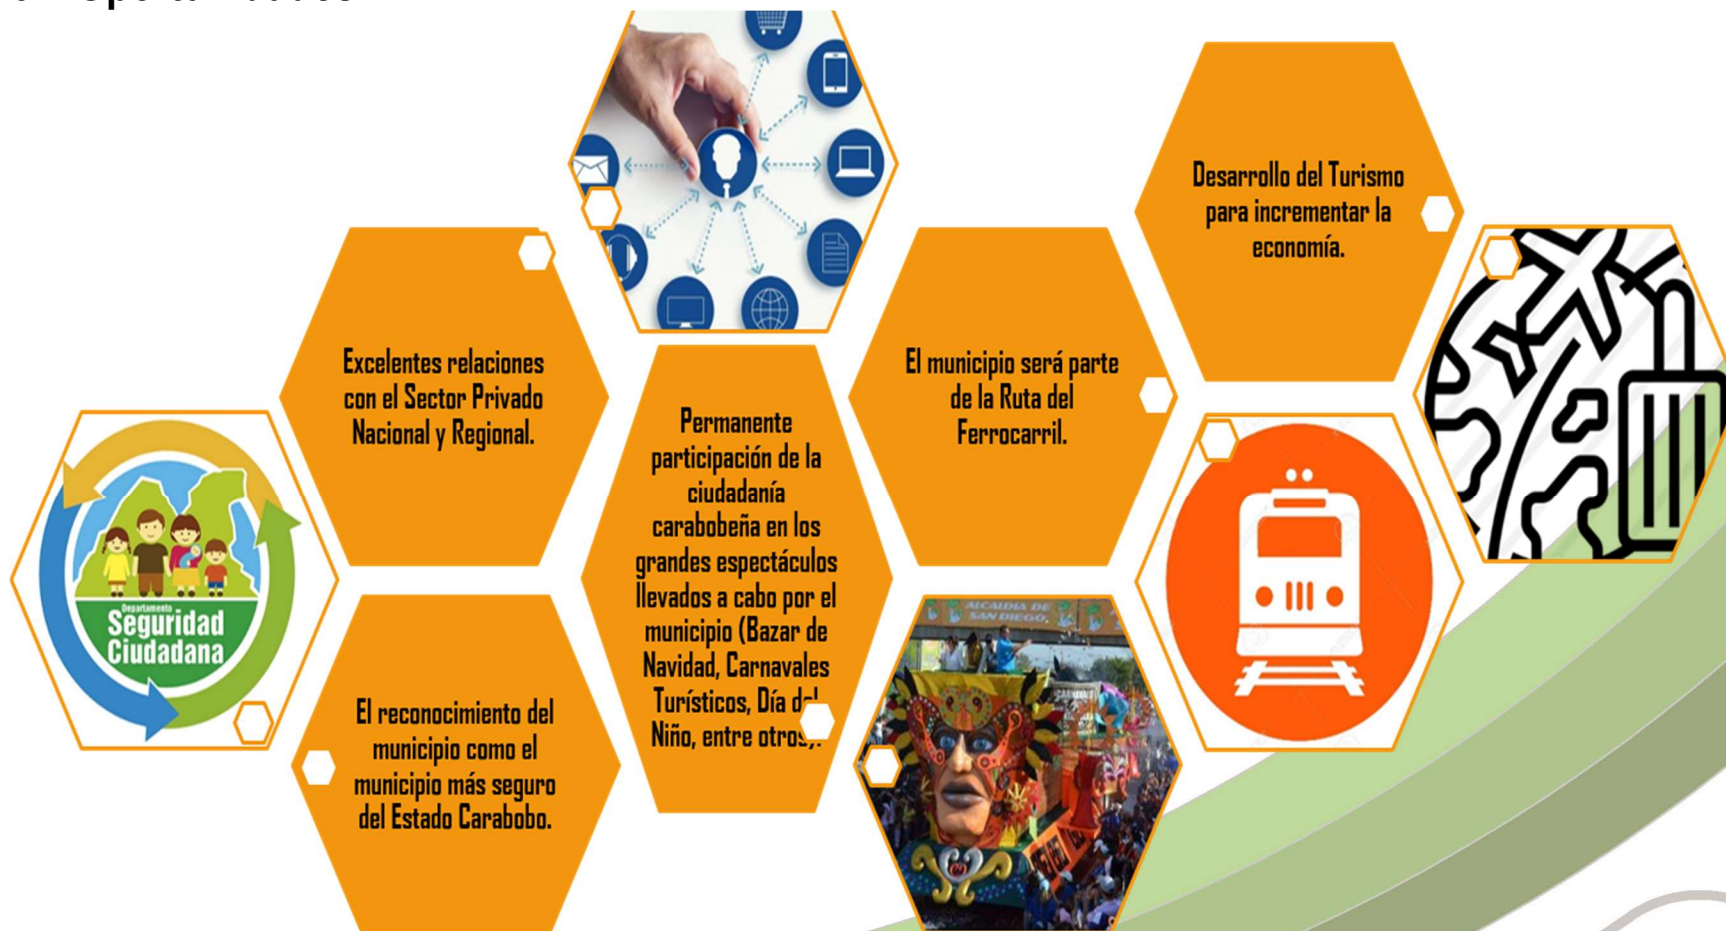 Excelentes relaciones
con el Sector Privado
Nacional y Regional.
El reconocimiento del
municipio como el
municipio más seguro
del Estado Carabobo.
Permanente
participación de la
ciudadanía
carabobeña en los
grandes espectáculos
llevados a cabo por el
municipio (Bazar de
Navidad, Carnavales
Turísticos, Día del
Niño, entre otros).
El municipio será parte
de la Ruta del
Ferrocarril.
Desarrollo del Turismo
para incrementar la
economía.
Departamento
Seguridad
Ciudadana
ALCALDIA DE
SAN DIEGO,